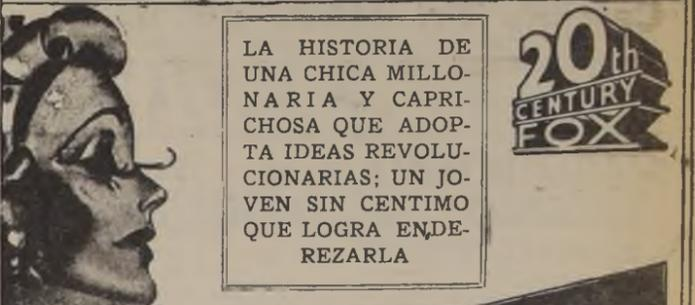 LA HISTORIA DE
UNA CHICA MILLO-
NARIA Y CAPRI-
CHOSA QUE ADOP-
TA IDEAS REVOLU-
CIONARIAS; UN JO-
VEN SIN CENTIMO
QUE LOGRA ENDE-
REZARLA
20th
CENTURY
FOX